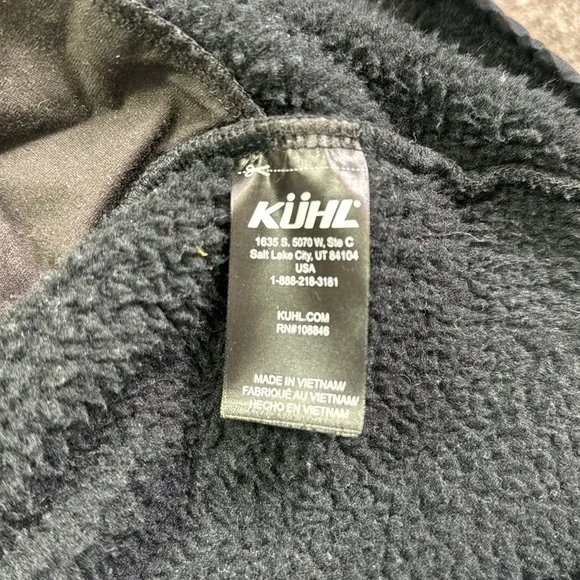 KÜHL
1635 S. 5070 W, Ste C
Salt Lake City, UT 84104
USA
1-888-218-3181
KUHL.COM
RN#108846
MADE IN VIETNAM/
FABRIQUÉ AU VIETNAM/
HECHO EN VIETNAM